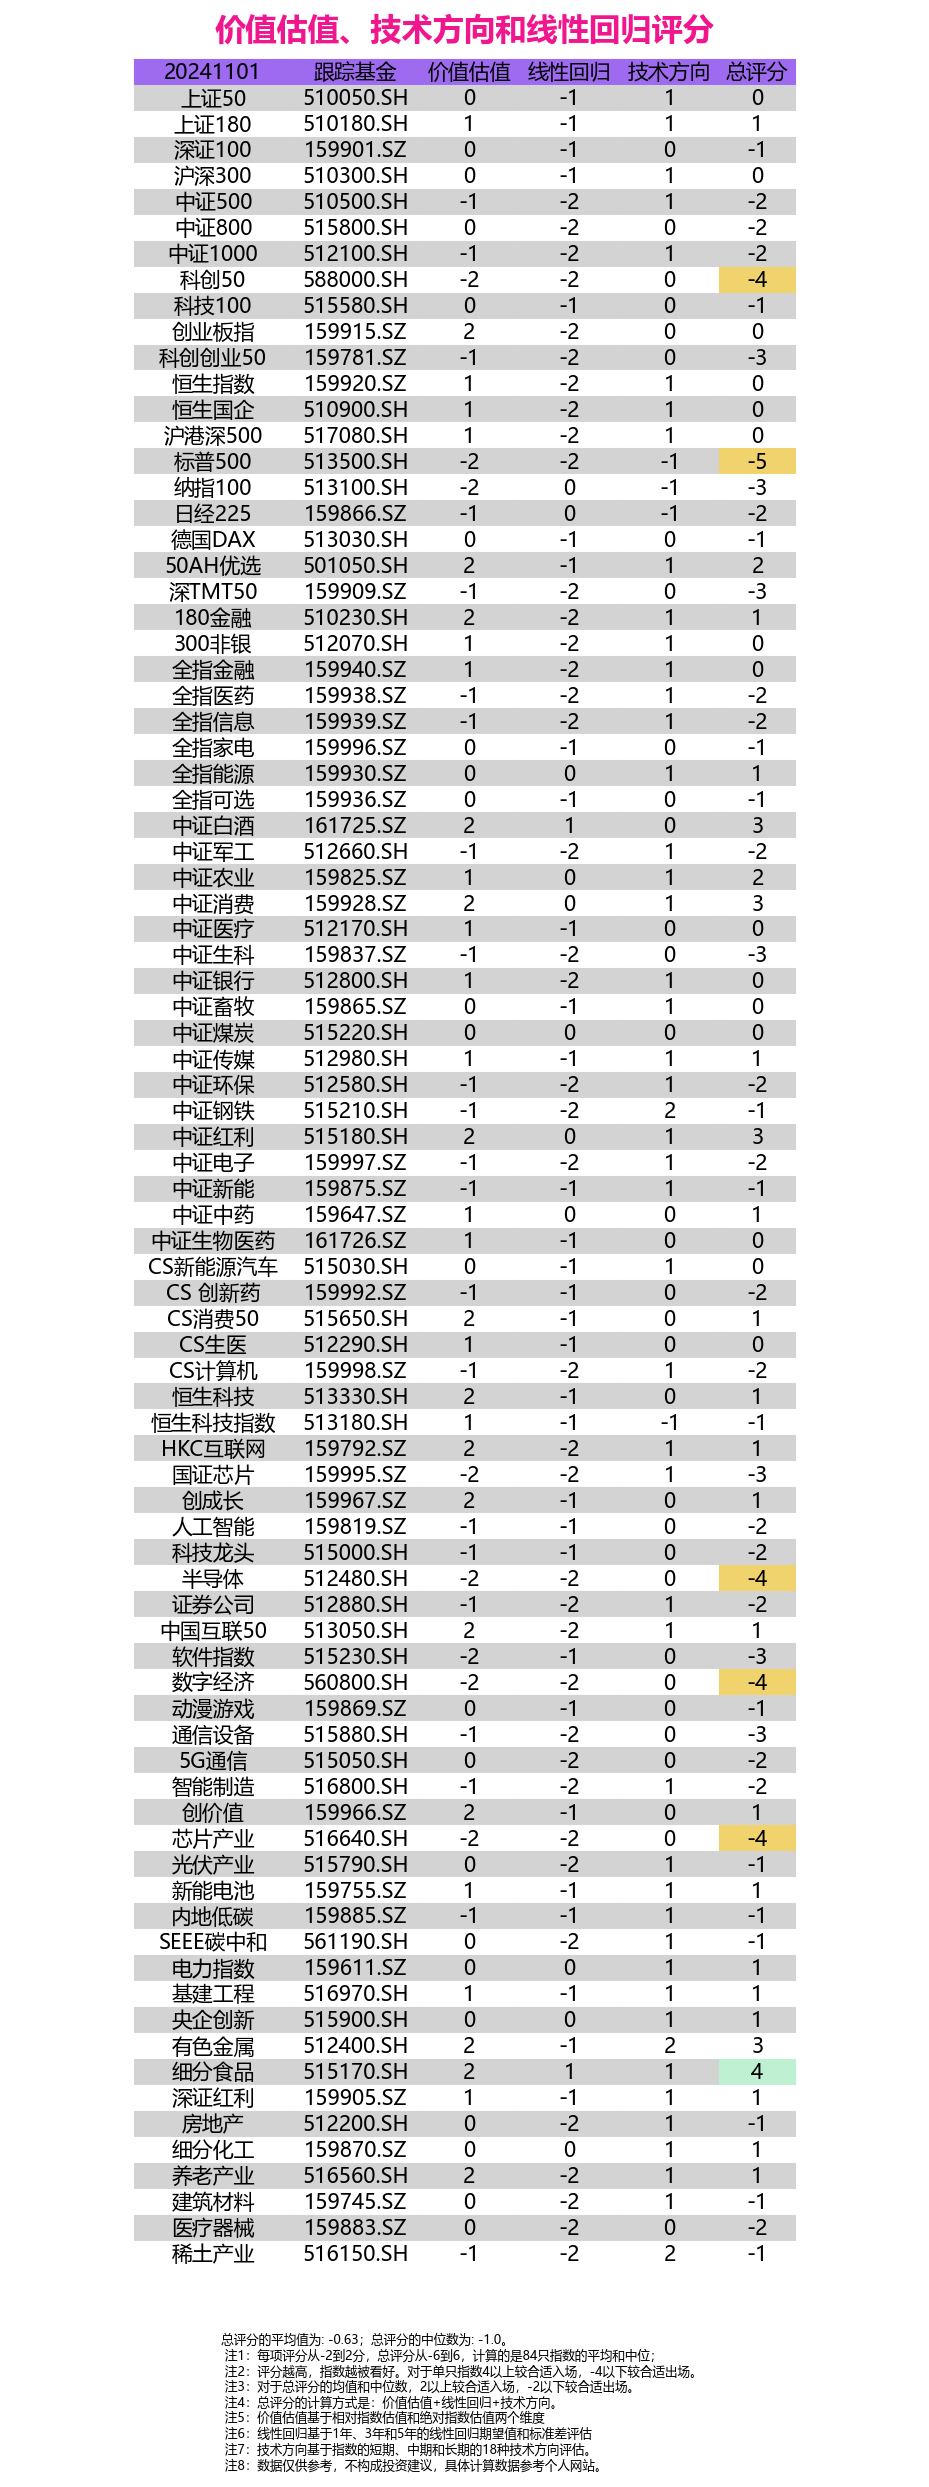 价值估值、技术方向和线性回归评分
20241101 跟踪基金 价值估值 线性回归 技术方向 总评分
上证50 510050.SH 0 -1 1 0
上证180 510180.SH 1 -1 1 1
深证100 159901.SZ 0 -1 0 -1
沪深300 510300.SH 0 -1 1 0
中证500 510500.SH -1 -2 1 -2
中证800 515800.SH 0 -2 0 -2
中证1000 512100.SH -1 -2 1 -2
科创50 588000.SH -2 -2 0 -4
科技100 515580.SH 0 -1 0 -1
创业板指 159915.SZ 2 -2 0 0
科创创业50 159781.SZ -1 -2 0 -3
恒生指数 159920.SZ 1 -2 1 0
恒生国企 510900.SH 1 -2 1 0
沪港深500 517080.SH 1 -2 1 0
标普500 513500.SH -2 -2 -1 -5
纳指100 513100.SH -2 0 -1 -3
日经225 159866.SZ -1 0 -1 -2
德国DAX 513030.SH 0 -1 0 -1
50AH优选 501050.SH 2 -1 1 2
深TMT50 159909.SZ -1 -2 0 -3
180金融 510230.SH 2 -2 1 1
300非银 512070.SH 1 -2 1 0
全指金融 159940.SZ 1 -2 1 0
全指医药 159938.SZ -1 -2 1 -2
全指信息 159939.SZ -1 -2 1 -2
全指家电 159996.SZ 0 -1 0 -1
全指能源 159930.SZ 0 0 1 1
全指可选 159936.SZ 0 -1 0 -1
中证白酒 161725.SZ 2 1 0 3
中证军工 512660.SH -1 -2 1 -2
中证农业 159825.SZ 1 0 1 2
中证消费 159928.SZ 2 0 1 3
中证医疗 512170.SH 1 -1 0 0
中证生科 159837.SZ -1 -2 0 -3
中证银行 512800.SH 1 -2 1 0
中证畜牧 159865.SZ 0 -1 1 0
中证煤炭 515220.SH 0 0 0 0
中证传媒 512980.SH 1 -1 1 1
中证环保 512580.SH -1 -2 1 -2
中证钢铁 515210.SH -1 -2 2 -1
中证红利 515180.SH 2 0 1 3
中证电子 159997.SZ -1 -2 1 -2
中证新能 159875.SZ -1 -1 1 -1
中证中药 159647.SZ 1 0 0 1
中证生物医药 161726.SZ 1 -1 0 0
CS新能源汽车 515030.SH 0 -1 1 0
CS 创新药 159992.SZ -1 -1 0 -2
CS消费50 515650.SH 2 -1 0 1
CS生医 512290.SH 1 -1 0 0
CS计算机 159998.SZ -1 -2 1 -2
恒生科技 513330.SH 2 -1 0 1
恒生科技指数 513180.SH 1 -1 -1 -1
HKC互联网 159792.SZ 2 -2 1 1
国证芯片 159995.SZ -2 -2 1 -3
创成长 159967.SZ 2 -1 0 1
人工智能 159819.SZ -1 -1 0 -2
科技龙头 515000.SH -1 -1 0 -2
半导体 512480.SH -2 -2 0 -4
证券公司 512880.SH -1 -2 1 -2
中国互联50 513050.SH 2 -2 1 1
软件指数 515230.SH -2 -1 0 -3
数字经济 560800.SH -2 -2 0 -4
动漫游戏 159869.SZ 0 -1 0 -1
通信设备 515880.SH -1 -2 0 -3
5G通信 515050.SH 0 -2 0 -2
智能制造 516800.SH -1 -2 1 -2
创价值 159966.SZ 2 -1 0 1
芯片产业 516640.SH -2 -2 0 -4
光伏产业 515790.SH 0 -2 1 -1
新能电池 159755.SZ 1 -1 1 1
内地低碳 159885.SZ -1 -1 1 -1
SEEE碳中和 561190.SH 0 -2 1 -1
电力指数 159611.SZ 0 0 1 1
基建工程 516970.SH 1 -1 1 1
央企创新 515900.SH 0 0 1 1
有色金属 512400.SH 2 -1 2 3
细分食品 515170.SH 2 1 1 4
深证红利 159905.SZ 1 -1 1 1
房地产 512200.SH 0 -2 1 -1
细分化工 159870.SZ 0 0 1 1
养老产业 516560.SH 2 -2 1 1
建筑材料 159745.SZ 0 -2 1 -1
医疗器械 159883.SZ 0 -2 0 -2
稀土产业 516150.SH -1 -2 2 -1
总评分的平均值为: -0.63；总评分的中位数为: -1.0。
注1：每项评分从-2到2分，总评分从-6到6，计算的是84只指数的平均和中位；
注2：评分越高，指数越被看好。对于单只指数4以上较合适入场，-4以下较合适出场。
注3：对于总评分的均值和中位数，2以上较合适入场，-2以下较合适出场。
注4：总评分的计算方式是：价值估值+线性回归+技术方向。
注5：价值估值基于相对指数估值和绝对指数估值两个维度
注6：线性回归基于1年、3年和5年的线性回归期望值和标准差评估
注7：技术方向基于指数的短期、中期和长期的18种技术方向评估。
注8：数据仅供参考，不构成投资建议，具体计算数据参考个人网站。